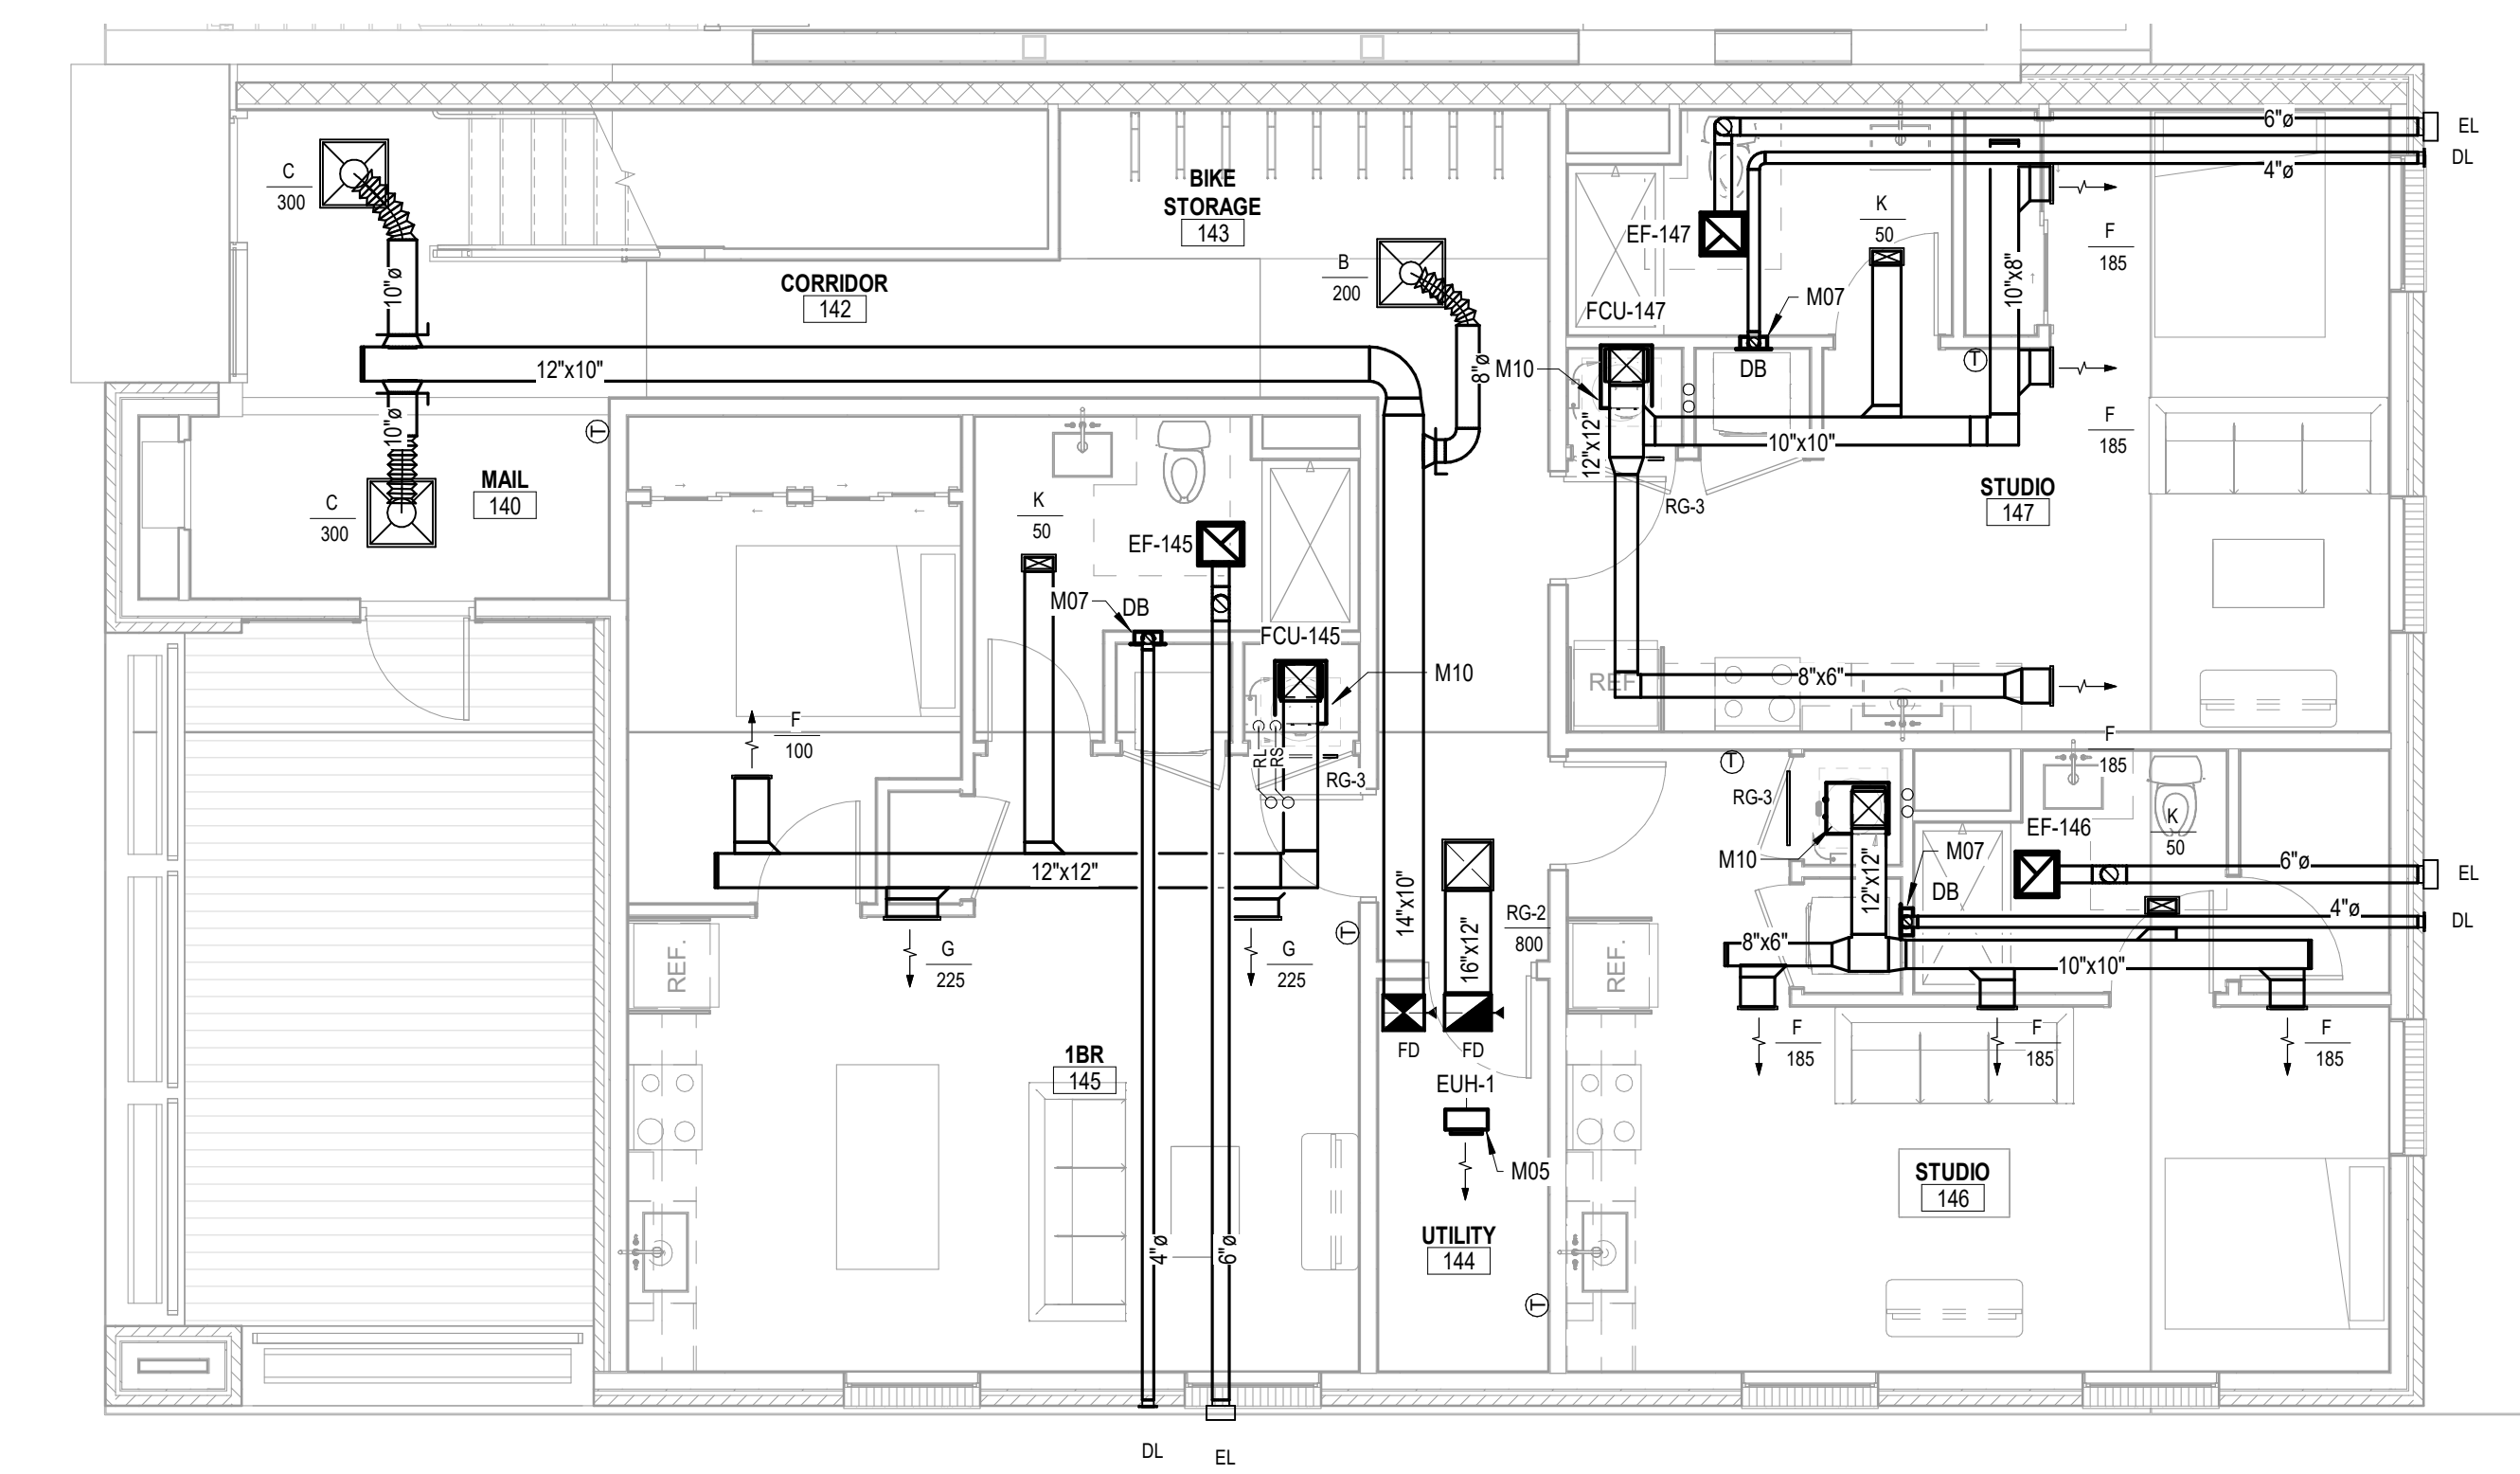 6"ø
EL
4"ø
DL
C
300
BIKE
STORAGE
143
EF-147
K
50
F
185
B
200
10"ø
CORRIDOR
142
8"ø
FCU-147
M07
10"x8"
12"x10"
M10
DB
F
185
10"ø
12"x12"
10"x10"
MAIL
140
C
300
K
50
EF-145
RG-3
STUDIO
147
M07
DB
FCU-145
M10
REF
8"x6"
F
100
RL
RS
RG-3
F
185
RG-3
EF-146
K
50
12"x12"
14"x10"
16"x12"
RG-2
800
M10
12"x12"
M07
DB
6"ø
EL
4"ø
DL
REF.
G
225
G
225
REF.
8"x6"
10"x10"
FD
FD
F
185
F
185
F
185
1BR
145
EUH-1
M05
4"ø
6"ø
UTILITY
144
STUDIO
146
T
T
T
T
T
DL
EL